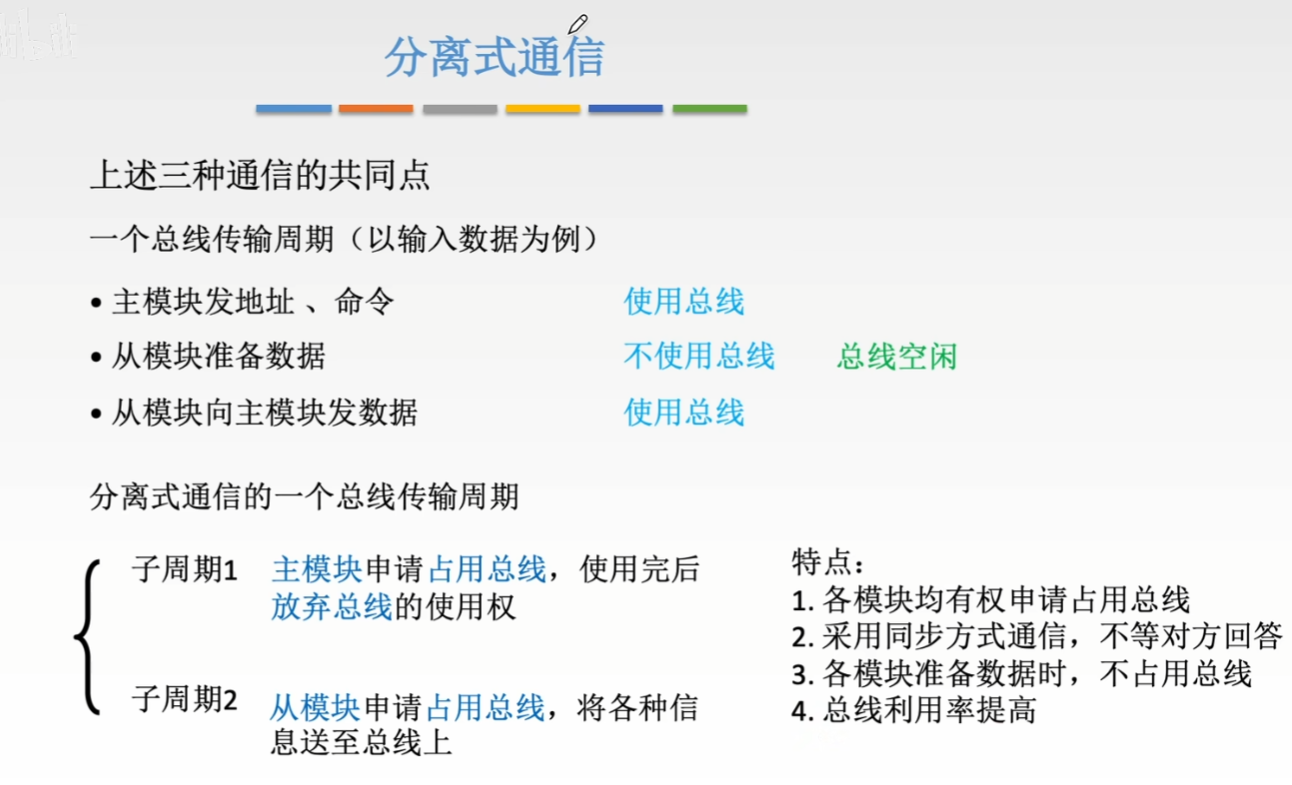 分离式通信
上述三种通信的共同点
一个总线传输周期（以输入数据为例）
• 主模块发地址 、命令 使用总线
• 从模块准备数据 不使用总线 总线空闲
• 从模块向主模块发数据 使用总线
分离式通信的一个总线传输周期
子周期1 主模块申请占用总线，使用完后
放弃总线的使用权
子周期2 从模块申请占用总线，将各种信
息送至总线上
特点：
1. 各模块均有权申请占用总线
2. 采用同步方式通信，不等对方回答
3. 各模块准备数据时，不占用总线
4. 总线利用率提高